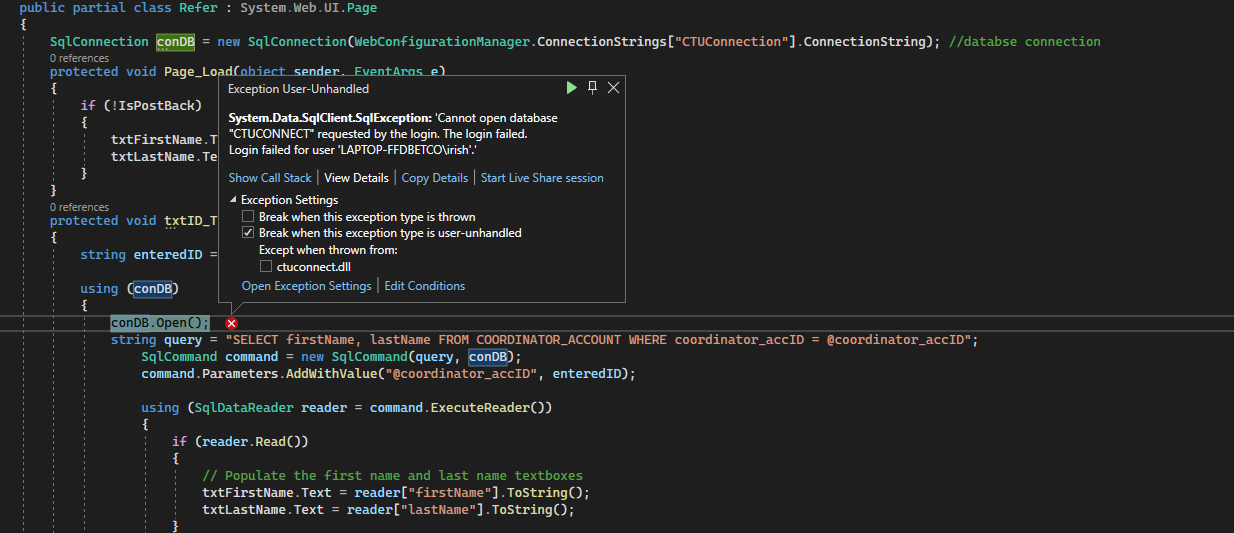 public partial class Refer : System.Web.UI.Page
{
SqlConnection conDB = new SqlConnection(WebConfigurationManager.ConnectionStrings["CTUConnection"].ConnectionString); //databse connection
0 references
protected void Page_Load(object sender, EventArgs e)
{
if (!IsPostBack)
{
txtFirstName.T
txtLastName.Te
}
}
0 references
protected void txtID_T
{
string enteredID =
using (conDB)
{
Exception User-Unhandled
System.Data.SqlClient.SqlException: 'Cannot open database
"CTUCONNECT" requested by the login. The login failed.
Login failed for user 'LAPTOP-FFDBETCO\irish'.'
Show Call Stack | View Details | Copy Details | Start Live Share session
Exception Settings
Break when this exception type is thrown
Break when this exception type is user-unhandled
Except when thrown from:
ctuconnect.dll
Open Exception Settings | Edit Conditions
conDB.Open();
string query = "SELECT firstName, lastName FROM COORDINATOR_ACCOUNT WHERE coordinator_accID = @coordinator_accID";
SqlCommand command = new SqlCommand(query, conDB);
command.Parameters.AddWithValue("@coordinator_accID", enteredID);
using (SqlDataReader reader = command.ExecuteReader())
{
if (reader.Read())
{
// Populate the first name and last name textboxes
txtFirstName.Text = reader["firstName"].ToString();
txtLastName.Text = reader["lastName"].ToString();
}